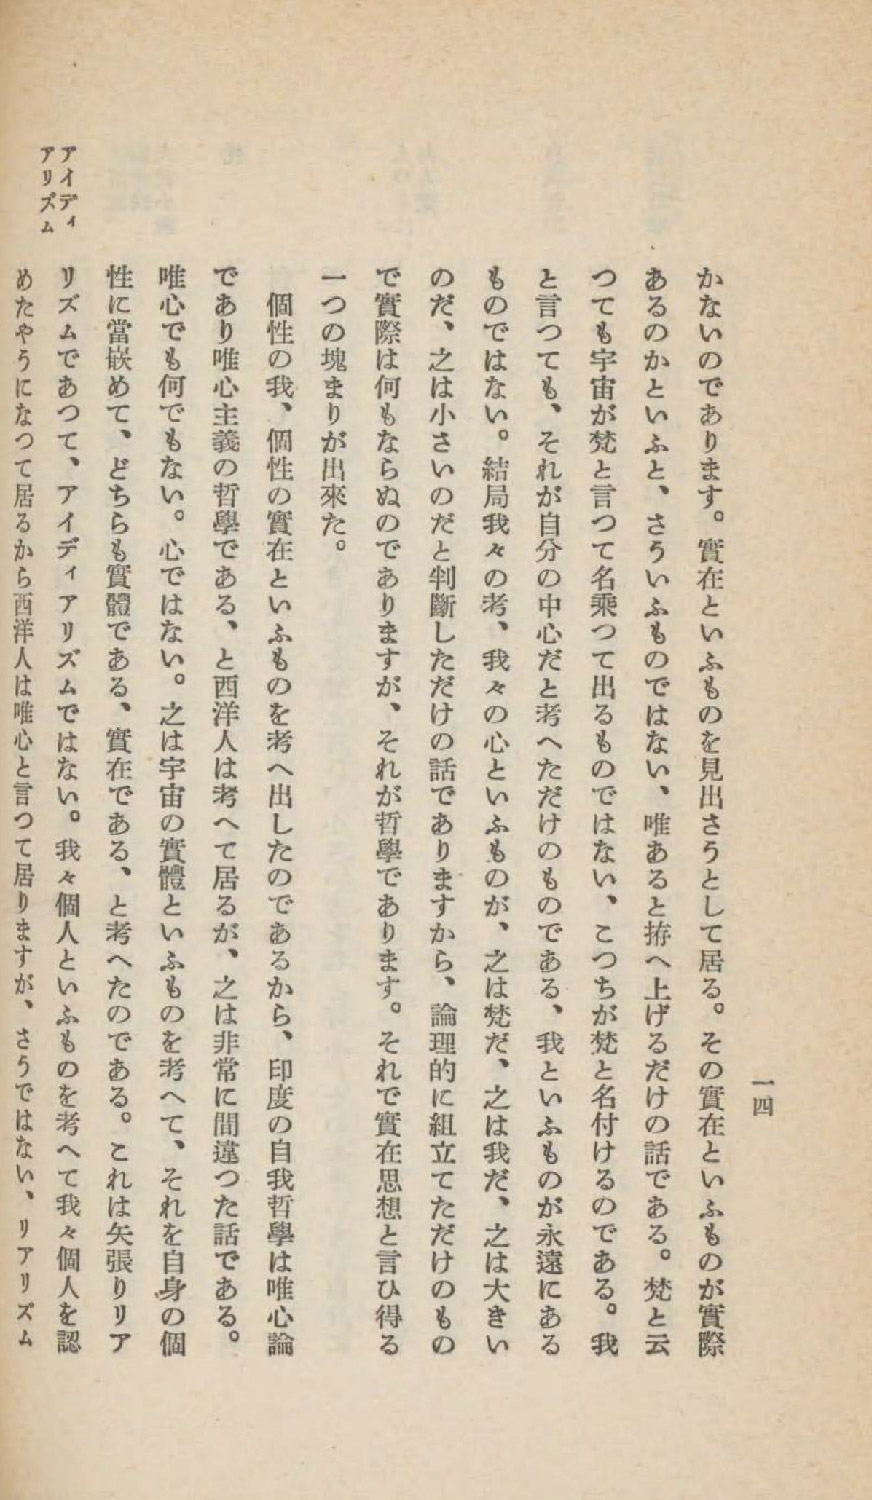 一四
かないのであります。實在といふものを見出さうとして居る。その實在といふものが實際
あるのかといふと、さういふものではない、唯あると拵へ上げるだけの話である。梵と云
つても宇宙が梵と言つて名乘つて出るものではない、こつちが梵と名付けるのである。我
と言つても、それが自分の中心だと考へただけのものである、我といふものが永遠にある
ものではない。結局我々の考、我々の心といふものが、之は梵だ、之は我だ、之は大きい
のだ、之は小さいのだと判斷しただけの話でありますから、論理的に組立てただけのもの
で實際は何もならぬのでありますが、それが哲學であります。それで實在思想と言ひ得る
一つの塊まりが出來た。
個性の我、個性の實在といふものを考へ出したのであるから、印度の自我哲學は唯心論
であり唯心主義の哲學である、と西洋人は考へて居るが、之は非常に間違つた話である。
唯心でも何でもない。心ではない。之は宇宙の實體といふものを考へて、それを自身の個
性に當嵌めて、どちらも實體である、實在である、と考へたのである。これは矢張りリア
リズムであつて、アイディアリズムではない。我々個人といふものを考へて我々個人を認
めたやうになつて居るから西洋人は唯心と言つて居りますが、さうではない、リアリズム
アイディ
アリズム